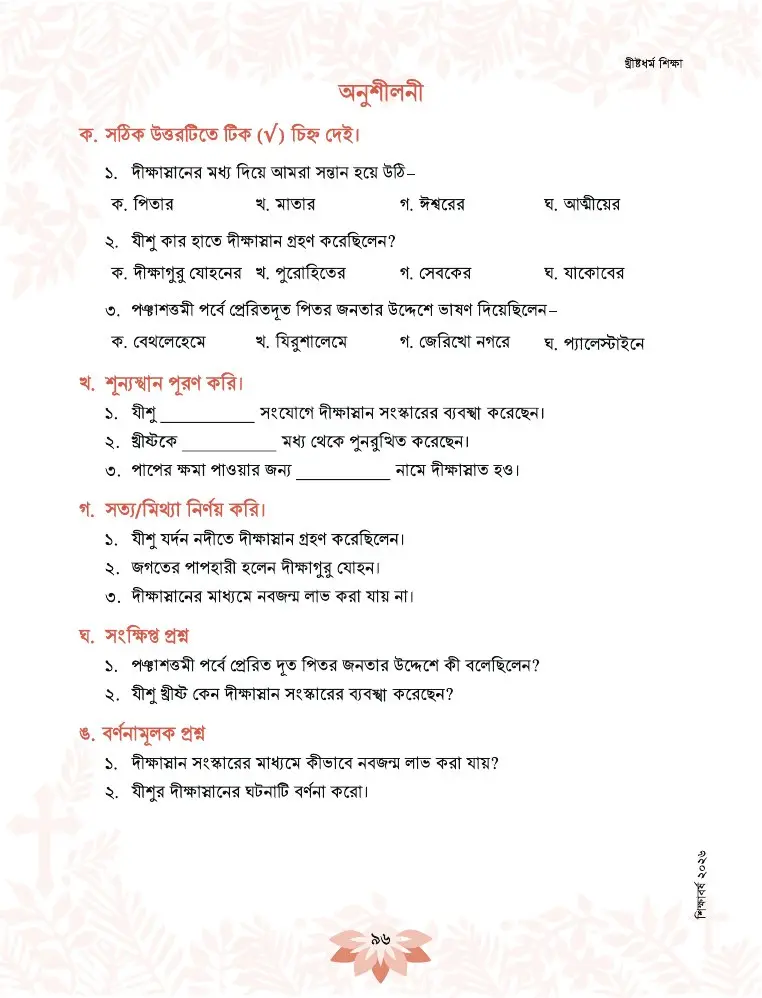 খ্রীষ্টধর্ম শিক্ষা
অনুশীলনী
ক. সঠিক উত্তরটিতে টিক (√) চিহ্ন দেই।
১. দীক্ষাস্নানের মধ্য দিয়ে আমরা সন্তান হয়ে উঠি–
ক. পিতার খ. মাতার গ. ঈশ্বরের ঘ. আত্মীয়ের
২. যীশু কার হাতে দীক্ষাস্নান গ্রহণ করেছিলেন?
ক. দীক্ষাগুরু যোহনের খ. পুরোহিতের গ. সেবকের ঘ. যাকোবের
৩. পঞ্চাশত্তমী পর্বে প্রেরিতদূত পিতর জনতার উদ্দেশে ভাষণ দিয়েছিলেন–
ক. বেথলেহেমে খ. যিরুশালেমে গ. জেরিখো নগরে ঘ. প্যালেস্টাইনে
খ. শূন্যস্থান পূরণ করি।
১. যীশু __________ সংযোগে দীক্ষাস্নান সংস্কারের ব্যবস্থা করেছেন।
২. খ্রীষ্টকে __________ মধ্য থেকে পুনরুত্থিত করেছেন।
৩. পাপের ক্ষমা পাওয়ার জন্য __________ নামে দীক্ষাস্নাত হও।
গ. সত্য/মিথ্যা নির্ণয় করি।
১. যীশু যর্দন নদীতে দীক্ষাস্নান গ্রহণ করেছিলেন।
২. জগতের পাপহারী হলেন দীক্ষাগুরু যোহন।
৩. দীক্ষাস্নানের মাধ্যমে নবজন্ম লাভ করা যায় না।
ঘ. সংক্ষিপ্ত প্রশ্ন
১. পঞ্চাশত্তমী পর্বে প্রেরিত দূত পিতর জনতার উদ্দেশে কী বলেছিলেন?
২. যীশু খ্রীষ্ট কেন দীক্ষাস্নান সংস্কারের ব্যবস্থা করেছেন?
ঙ. বর্ণনামূলক প্রশ্ন
১. দীক্ষাস্নান সংস্কারের মাধ্যমে কীভাবে নবজন্ম লাভ করা যায়?
২. যীশুর দীক্ষাস্নানের ঘটনাটি বর্ণনা করো।
শিক্ষাবর্ষ ২০২৬
৯৬